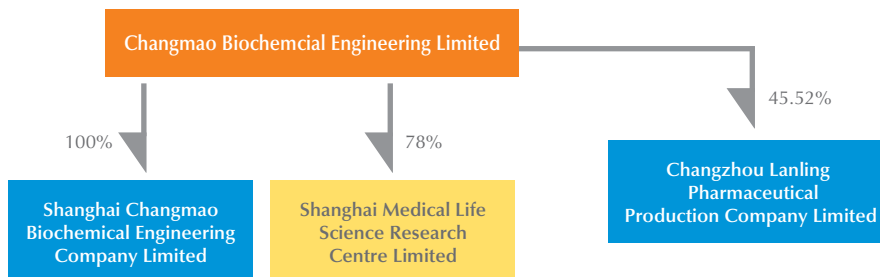 Changmao Biochemcial Engineering Limited
45.52%
100%
78%
Changzhou Lanling
Pharmaceutical
Production Company Limited
Shanghai Changmao
Biochemical Engineering
Company Limited
Shanghai Medical Life
Science Research
Centre Limited